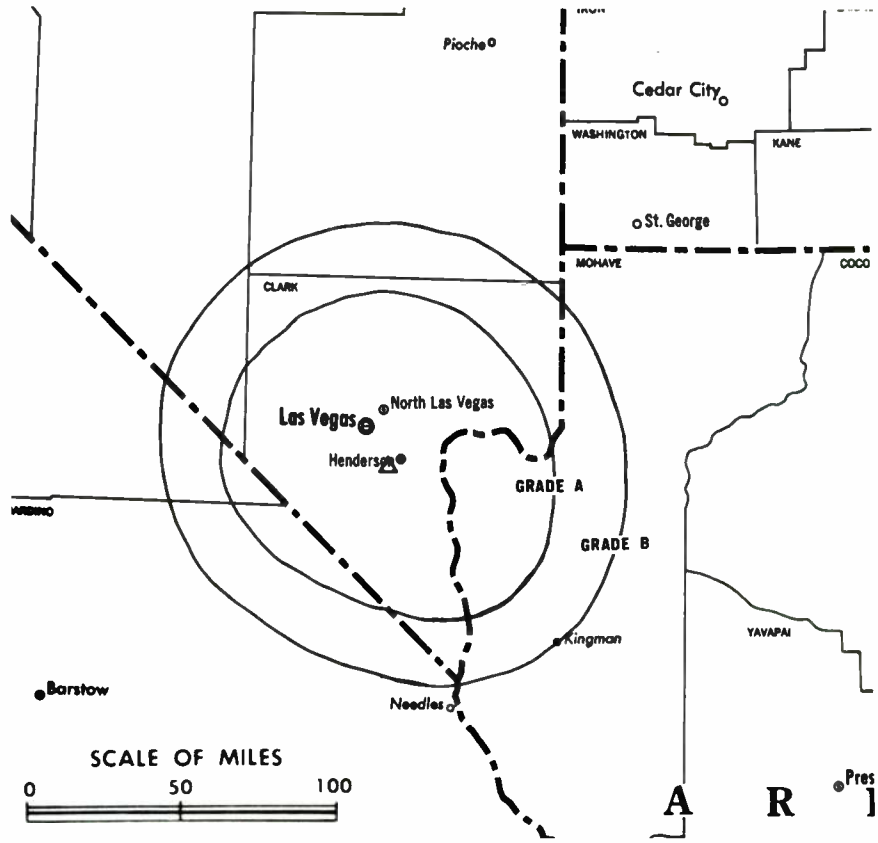 IRON
Pioche
Cedar City
WASHINGTON
KANE
St. George
MOHAVE
COCO
CLARK
North Las Vegas
Las Vegas
Henderson
GRADE A
ARDINO
GRADE B
Kingman
YAVAPAI
Barstow
Needles
SCALE OF MILES
0 50 100
Pres
A R